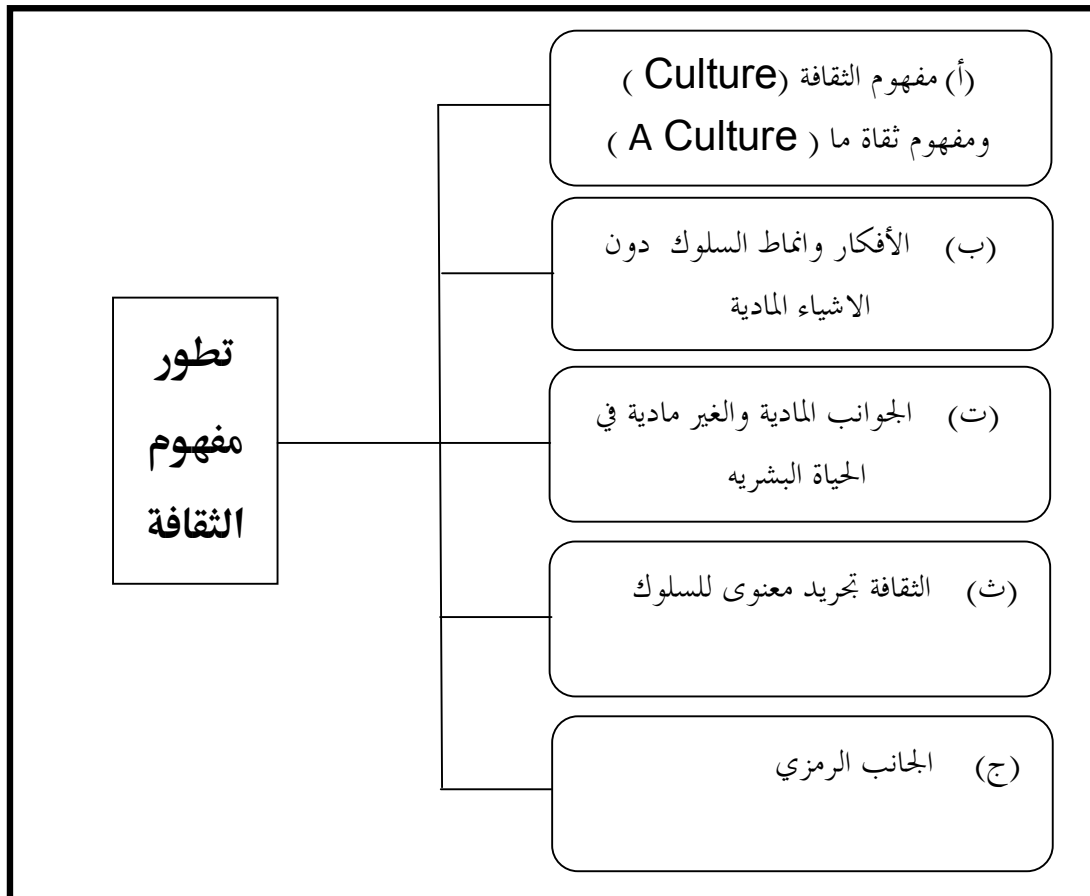 تطور
مفهوم
الثقافة
(أ) مفهوم الثقافة (Culture )
ومفهوم ثقاة ما ( A Culture )
(ب) الأفكار وانماط السلوك دون
الاشياء المادية
(ت) الجوانب المادية والغير مادية في
الحياة البشريه
(ث) الثقافة تجريد معنوى للسلوك
(ج) الجانب الرمزي